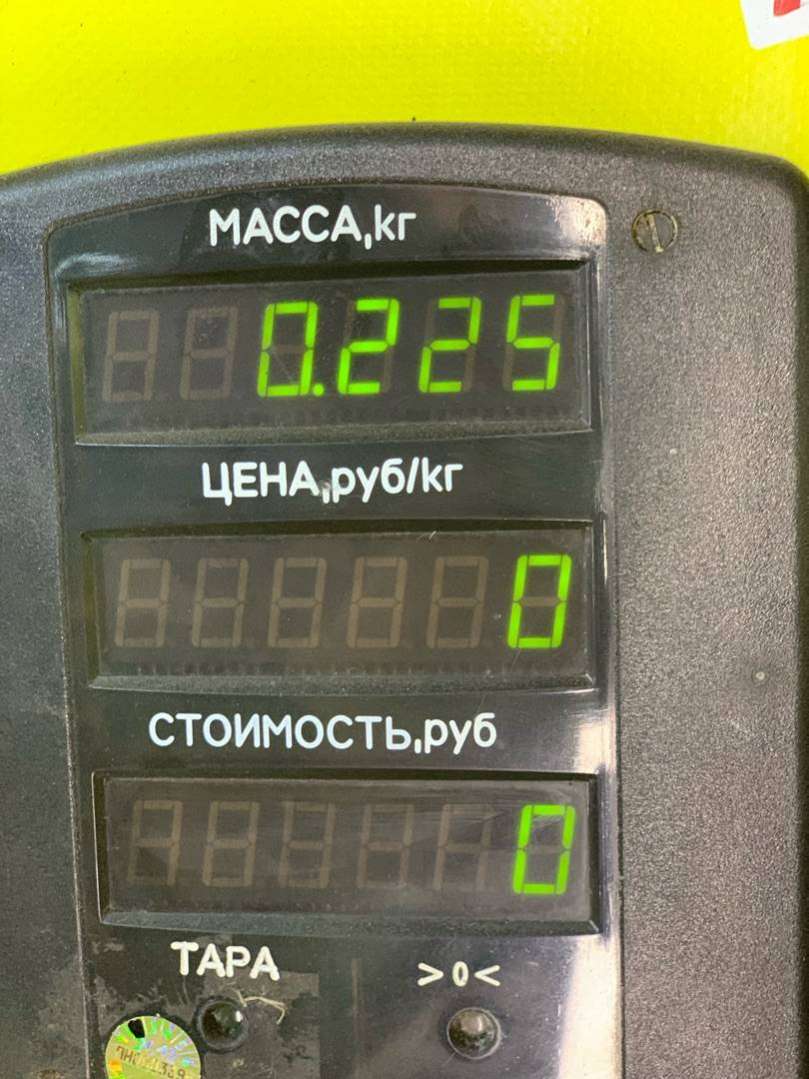 МАССА,кг
0.225
ЦЕНА,руб/кг
0
СТОИМОСТЬ,руб
0
ТАРА >0<